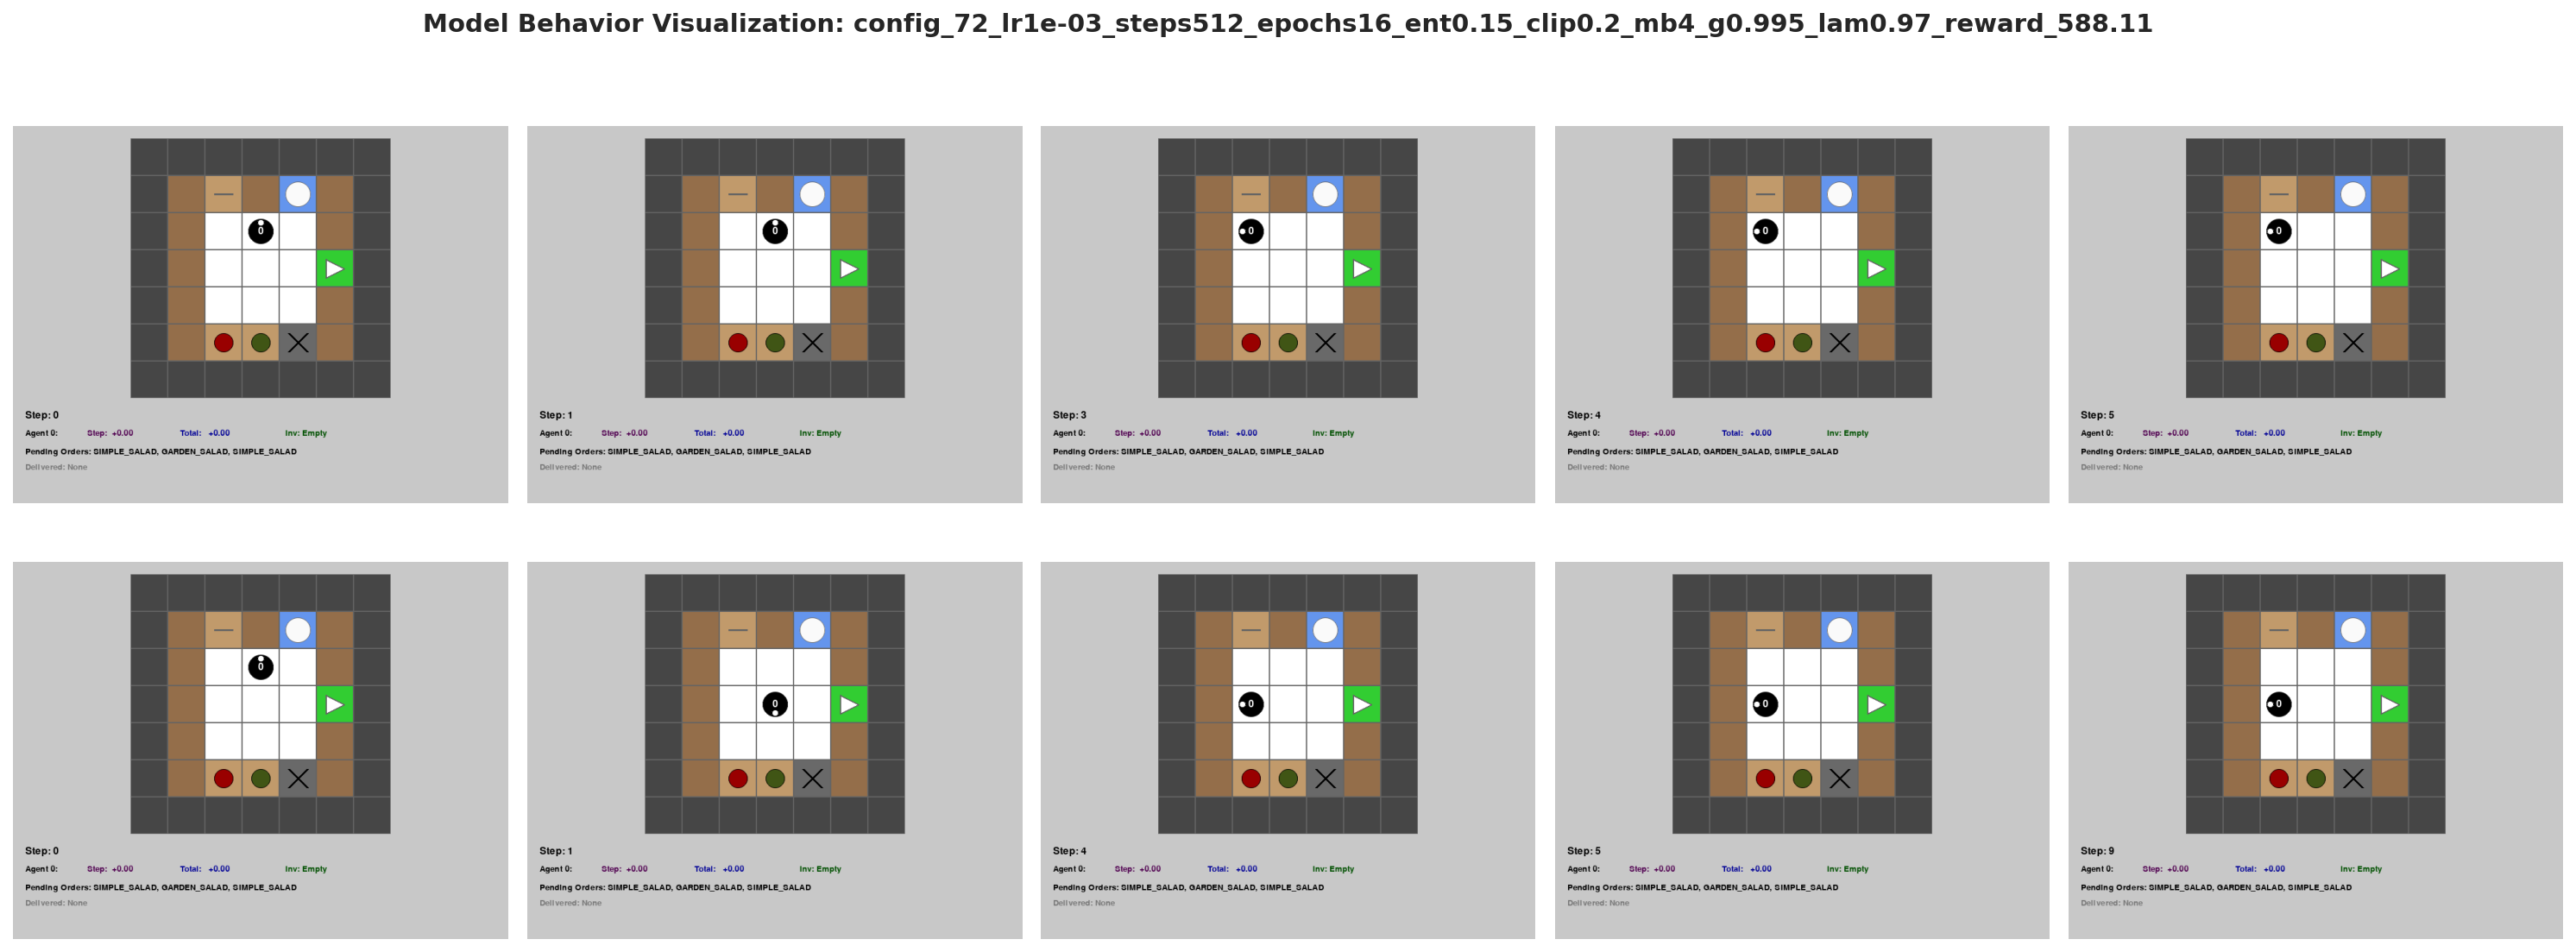 Model Behavior Visualization: config_72_lr1e-03_steps512_epochs16_ent0.15_clip0.2_mb4_g0.995_lam0.97_reward_588.11
0
Step: 0
Agent 0: Step: +0.00 Total: +0.00 Inv: Empty
Pending Orders: SIMPLE_SALAD, GARDEN_SALAD, SIMPLE_SALAD
Delivered: None
0
Step: 1
Agent 0: Step: +0.00 Total: +0.00 Inv: Empty
Pending Orders: SIMPLE_SALAD, GARDEN_SALAD, SIMPLE_SALAD
Delivered: None
0
Step: 3
Agent 0: Step: +0.00 Total: +0.00 Inv: Empty
Pending Orders: SIMPLE_SALAD, GARDEN_SALAD, SIMPLE_SALAD
Delivered: None
0
Step: 4
Agent 0: Step: +0.00 Total: +0.00 Inv: Empty
Pending Orders: SIMPLE_SALAD, GARDEN_SALAD, SIMPLE_SALAD
Delivered: None
0
Step: 5
Agent 0: Step: +0.00 Total: +0.00 Inv: Empty
Pending Orders: SIMPLE_SALAD, GARDEN_SALAD, SIMPLE_SALAD
Delivered: None
0
Step: 0
Agent 0: Step: +0.00 Total: +0.00 Inv: Empty
Pending Orders: SIMPLE_SALAD, GARDEN_SALAD, SIMPLE_SALAD
Delivered: None
0
Step: 1
Agent 0: Step: +0.00 Total: +0.00 Inv: Empty
Pending Orders: SIMPLE_SALAD, GARDEN_SALAD, SIMPLE_SALAD
Delivered: None
0
Step: 4
Agent 0: Step: +0.00 Total: +0.00 Inv: Empty
Pending Orders: SIMPLE_SALAD, GARDEN_SALAD, SIMPLE_SALAD
Delivered: None
0
Step: 5
Agent 0: Step: +0.00 Total: +0.00 Inv: Empty
Pending Orders: SIMPLE_SALAD, GARDEN_SALAD, SIMPLE_SALAD
Delivered: None
0
Step: 9
Agent 0: Step: +0.00 Total: +0.00 Inv: Empty
Pending Orders: SIMPLE_SALAD, GARDEN_SALAD, SIMPLE_SALAD
Delivered: None